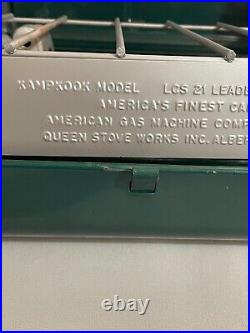 KAMPKOOK MODEL LCS 21 LEADE
AMERICA'S FINEST CA
AMERICAN GAS MACHINE COMP
QUEEN STOVE WORKS INC. ALBER